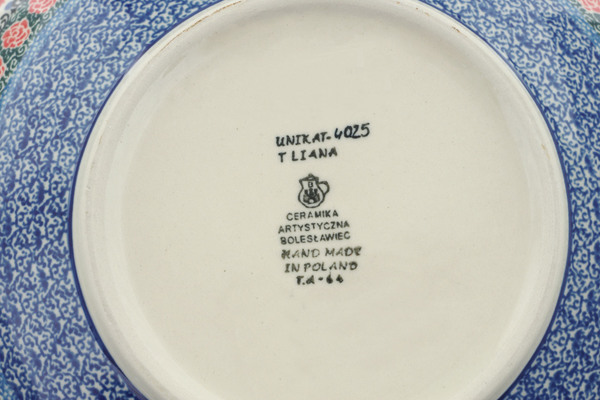 UNIKAT-4025
T LIANA
CERAMIKA
ARTYSTYCZNA
BOLESŁAWIEC
HAND MADE
IN POLAND